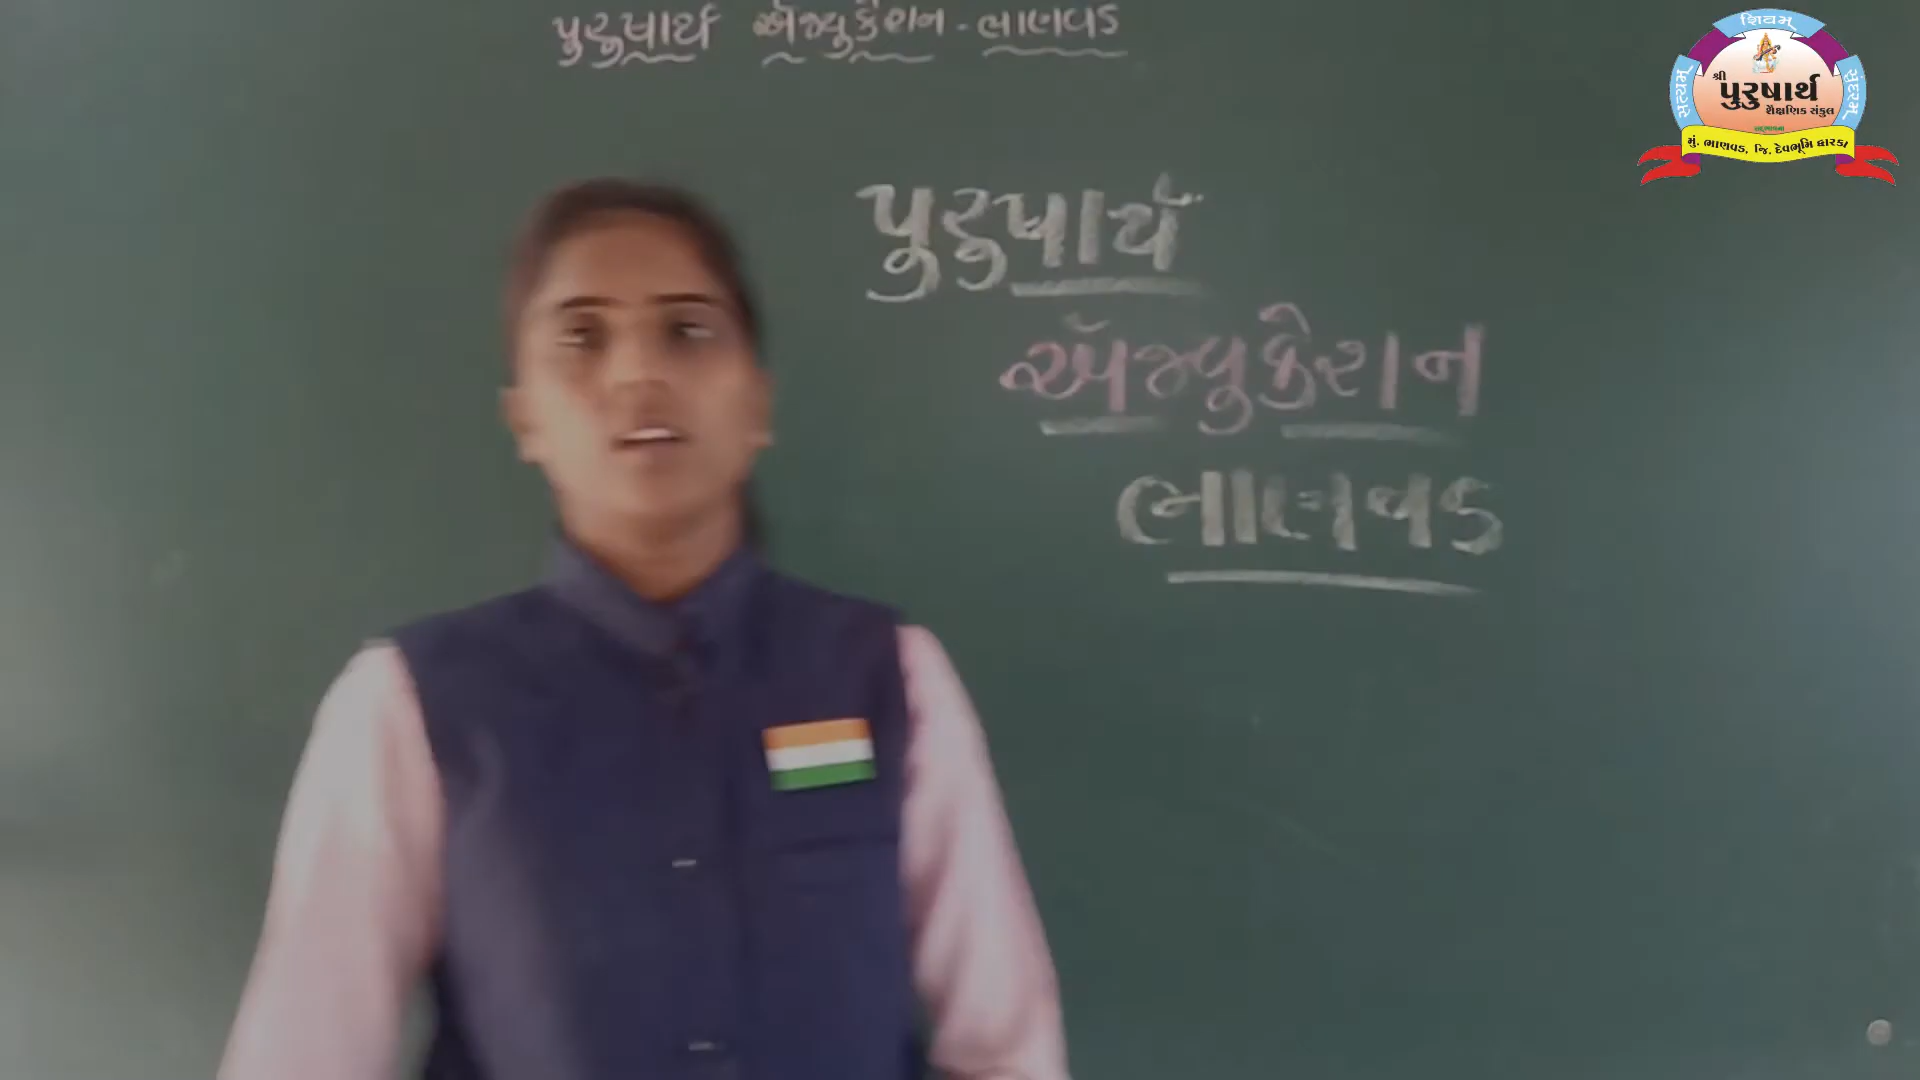 પુરુષાર્થ એજ્યુકેશન - ભાણવડ
પુરુષાર્થ
એજ્યુકેશન
ભાણવડ
સત્યમ્
શિવમ્
સુંદરમ્
શ્રી
પુરુષાર્થ
શૈક્ષણિક સંકુલ
મું. ભાણવડ, જિ. દેવભૂમિ દ્વારકા